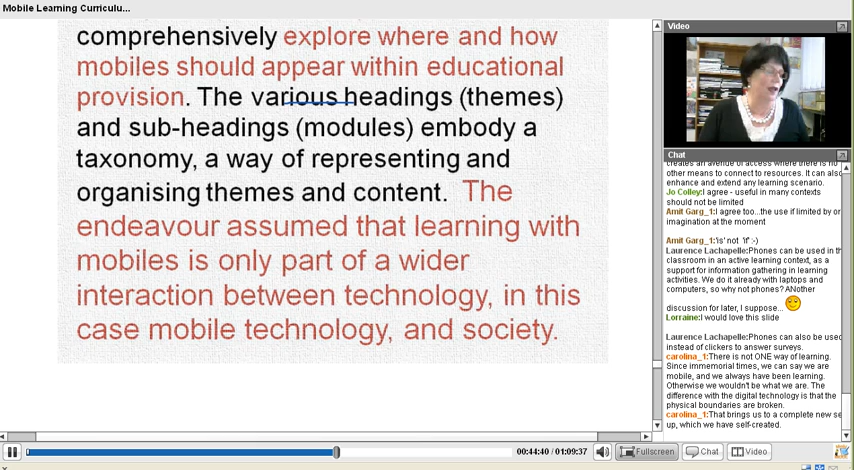 Mobile Learning Curriculu...
comprehensively explore where and how
mobiles should appear within educational
provision. The various headings (themes)
and sub-headings (modules) embody a
taxonomy, a way of representing and
organising themes and content. The
endeavour assumed that learning with
mobiles is only part of a wider
interaction between technology, in this
case mobile technology, and society.
Video
Chat
creates an avenue of access where there is no
other means to connect to resources. It can also
enhance and extend any learning scenario.
Jo Colley:I agree - useful in many contexts
should not be limited
Amit Garg_1:I agree too...the use if limited by or
imagination at the moment
Amit Garg_1:'is' not 'if' :-)
Laurence Lachapelle:Phones can be used in th
classroom in an active learning context, as a
support for information gathering in learning
activities. We do it already with laptops and
computers, so why not phones? ANother
discussion for later, I suppose...
Lorraine:I would love this slide
Laurence Lachapelle:Phones can also be used
instead of clickers to answer surveys.
carolina_1:There is not ONE way of learning.
Since immemorial times, we can say we are
mobile, and we always have been learning.
Otherwise we wouldn't be what we are. The
difference with the digital technology is that the
physical boundaries are broken.
carolina_1:That brings us to a complete new se
up, which we have self-created.
00:44:40 / 01:09:37
Fullscreen
Chat
Video